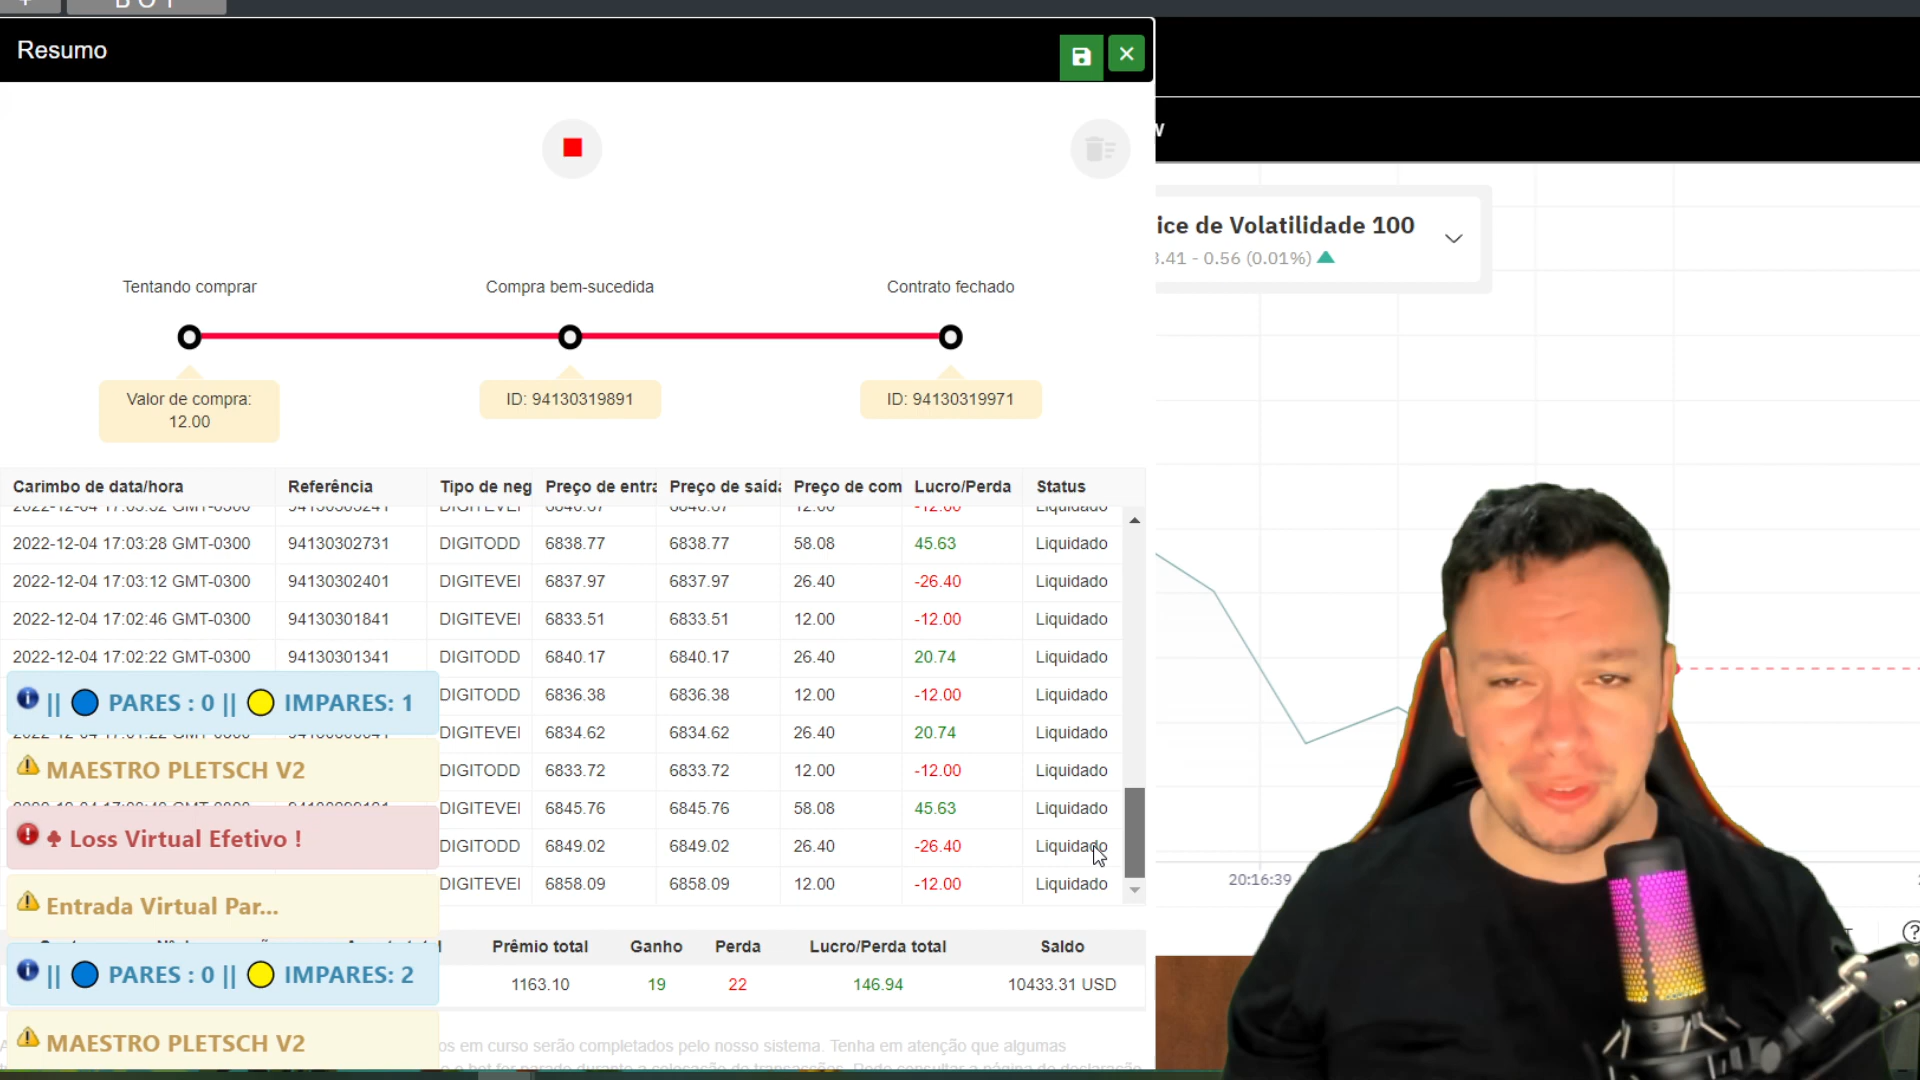 BOT
Resumo
ice de Volatilidade 100
3.41 - 0.56 (0.01%)
Tentando comprar
Compra bem-sucedida
Contrato fechado
Valor de compra:
12.00
ID: 94130319891
ID: 94130319971
Carimbo de data/hora Referência Tipo de neg Preço de entra Preço de saída Preço de com Lucro/Perda Status
2022-12-04 17:03:28 GMT-0300 94130302731 DIGITODD 6838.77 6838.77 58.08 45.63 Liquidado
2022-12-04 17:03:12 GMT-0300 94130302401 DIGITEVEI 6837.97 6837.97 26.40 -26.40 Liquidado
2022-12-04 17:02:46 GMT-0300 94130301841 DIGITEVEI 6833.51 6833.51 12.00 -12.00 Liquidado
2022-12-04 17:02:22 GMT-0300 94130301341 DIGITODD 6840.17 6840.17 26.40 20.74 Liquidado
DIGITODD 6836.38 6836.38 12.00 -12.00 Liquidado
DIGITEVEI 6834.62 6834.62 26.40 20.74 Liquidado
DIGITODD 6833.72 6833.72 12.00 -12.00 Liquidado
DIGITEVEI 6845.76 6845.76 58.08 45.63 Liquidado
DIGITODD 6849.02 6849.02 26.40 -26.40 Liquidado
DIGITEVEI 6858.09 6858.09 12.00 -12.00 Liquidado
|| PARES : 0 || IMPARES: 1
MAESTRO PLETSCH V2
Loss Virtual Efetivo !
Entrada Virtual Par...
|| PARES : 0 || IMPARES: 2
MAESTRO PLETSCH V2
Prêmio total Ganho Perda Lucro/Perda total Saldo
1163.10 19 22 146.94 10433.31 USD
os em curso serão completados pelo nosso sistema. Tenha em atenção que algumas
20:16:39